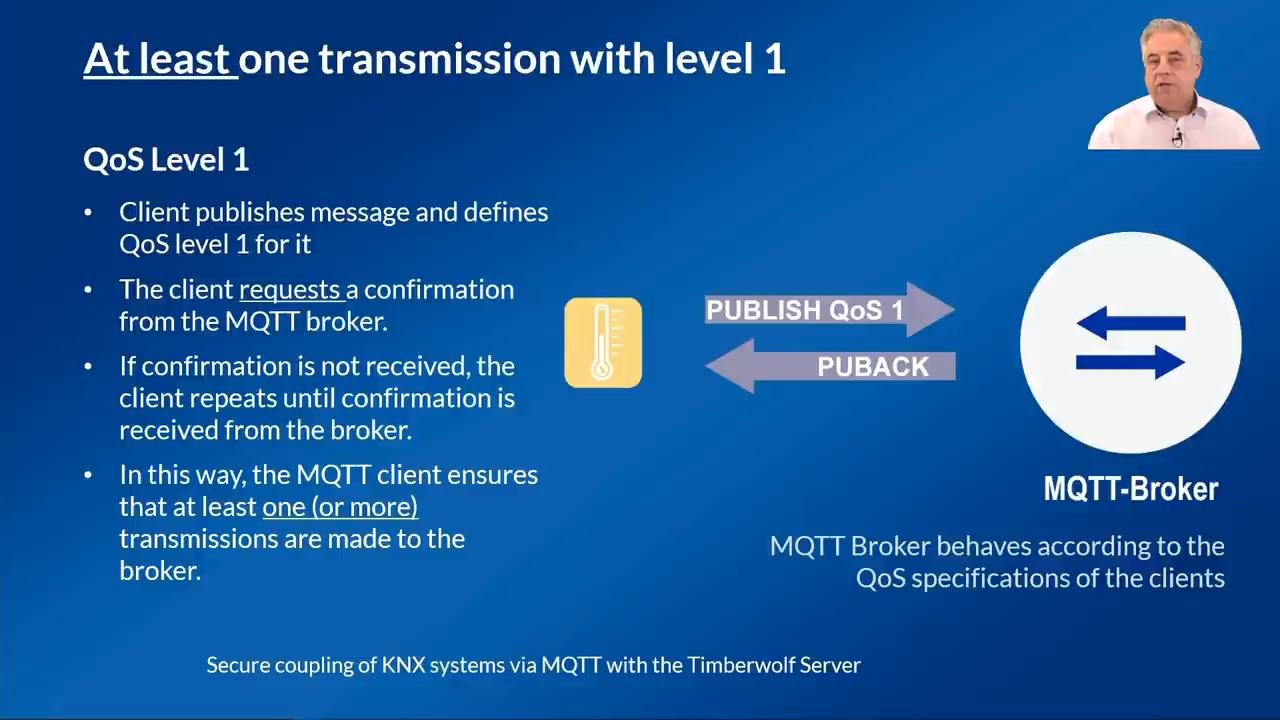 At least one transmission with level 1
QoS Level 1
• Client publishes message and defines
QoS level 1 for it
• The client requests a confirmation
from the MQTT broker.
• If confirmation is not received, the
client repeats until confirmation is
received from the broker.
• In this way, the MQTT client ensures
that at least one (or more)
transmissions are made to the
broker.
PUBLISH QoS 1
PUBACK
MQTT-Broker
MQTT Broker behaves according to the
QoS specifications of the clients
Secure coupling of KNX systems via MQTT with the Timberwolf Server